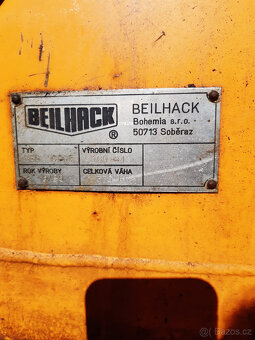 BEILHACK
®
BEILHACK
Bohemia s.r.o.
50713 Soběraz
TYP
VÝROBNÍ ČÍSLO
ROK VÝROBY
CELKOVÁ VÁHA
Bazos.cz